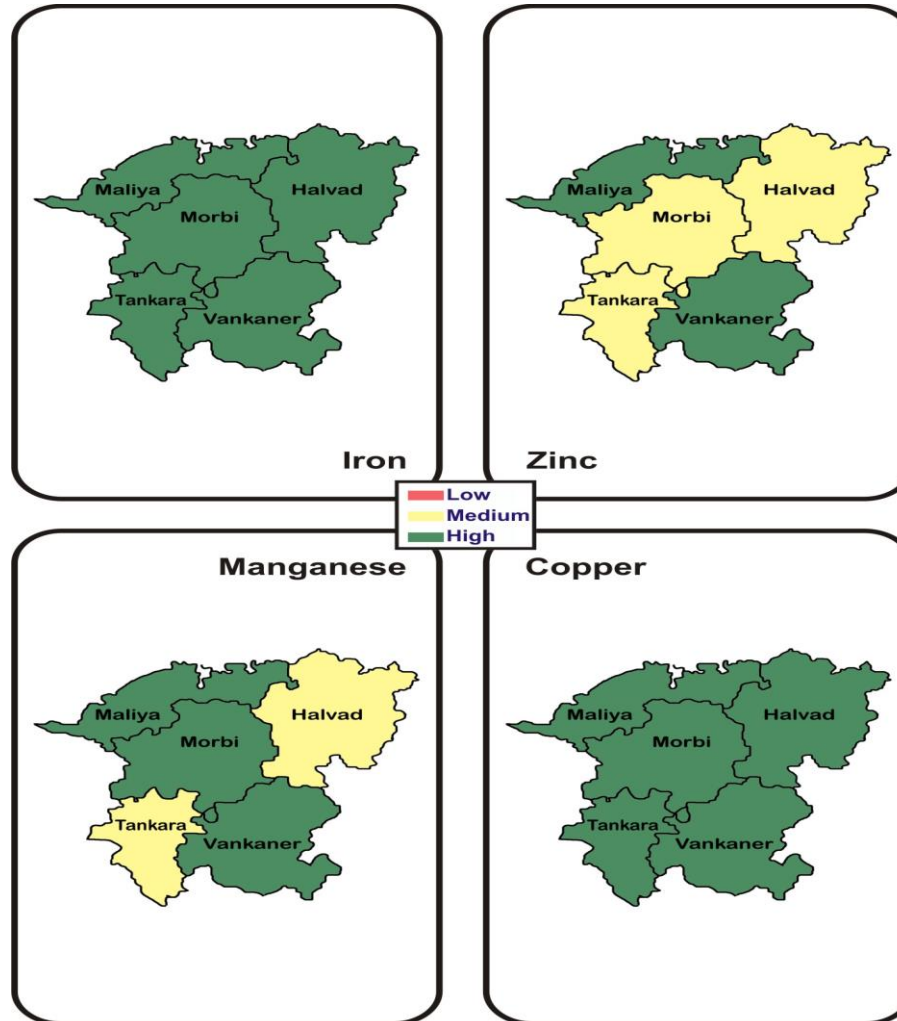 Maliya
Halvad
Morbi
Tankara
Vankaner
Iron
Maliya
Halvad
Morbi
Tankara
Vankaner
Zinc
Low
Medium
High
Manganese
Maliya
Halvad
Morbi
Tankara
Vankaner
Copper
Maliya
Halvad
Morbi
Tankara
Vankaner